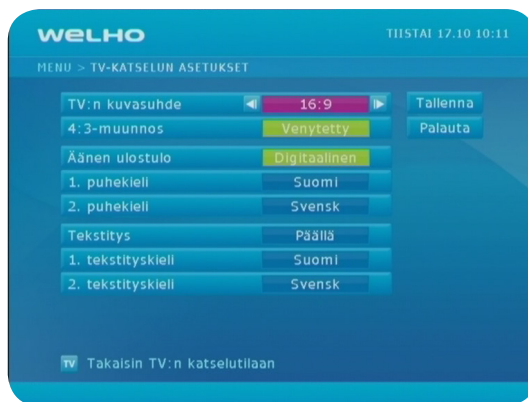 WELHO
TIISTAI 17.10 10:11
MENU > TV-KATSELUN ASETUKSET
TV:n kuvasuhde 16:9 Tallenna
4:3-muunnos Venytetty Palauta
Äänen ulostulo Digitaalinen
1. puhekieli Suomi
2. puhekieli Svensk
Tekstitys Päällä
1. tekstityskieli Suomi
2. tekstityskieli Svensk
TV Takaisin TV:n katselutilaan